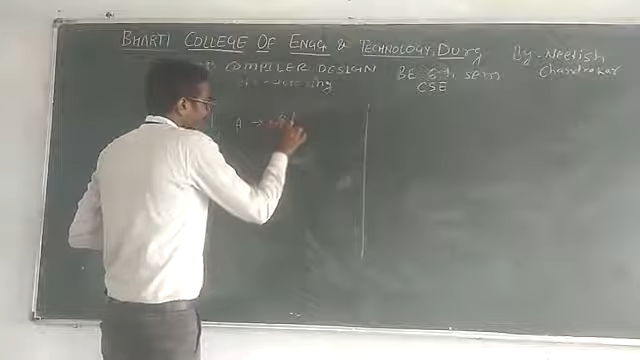 BHARTI COLLEGE OF ENGG & TECHNOLOGY, DURG
By - Neetish
Chandrakar
COMPILER DESIGN
BE 6th sem
CSE
A →